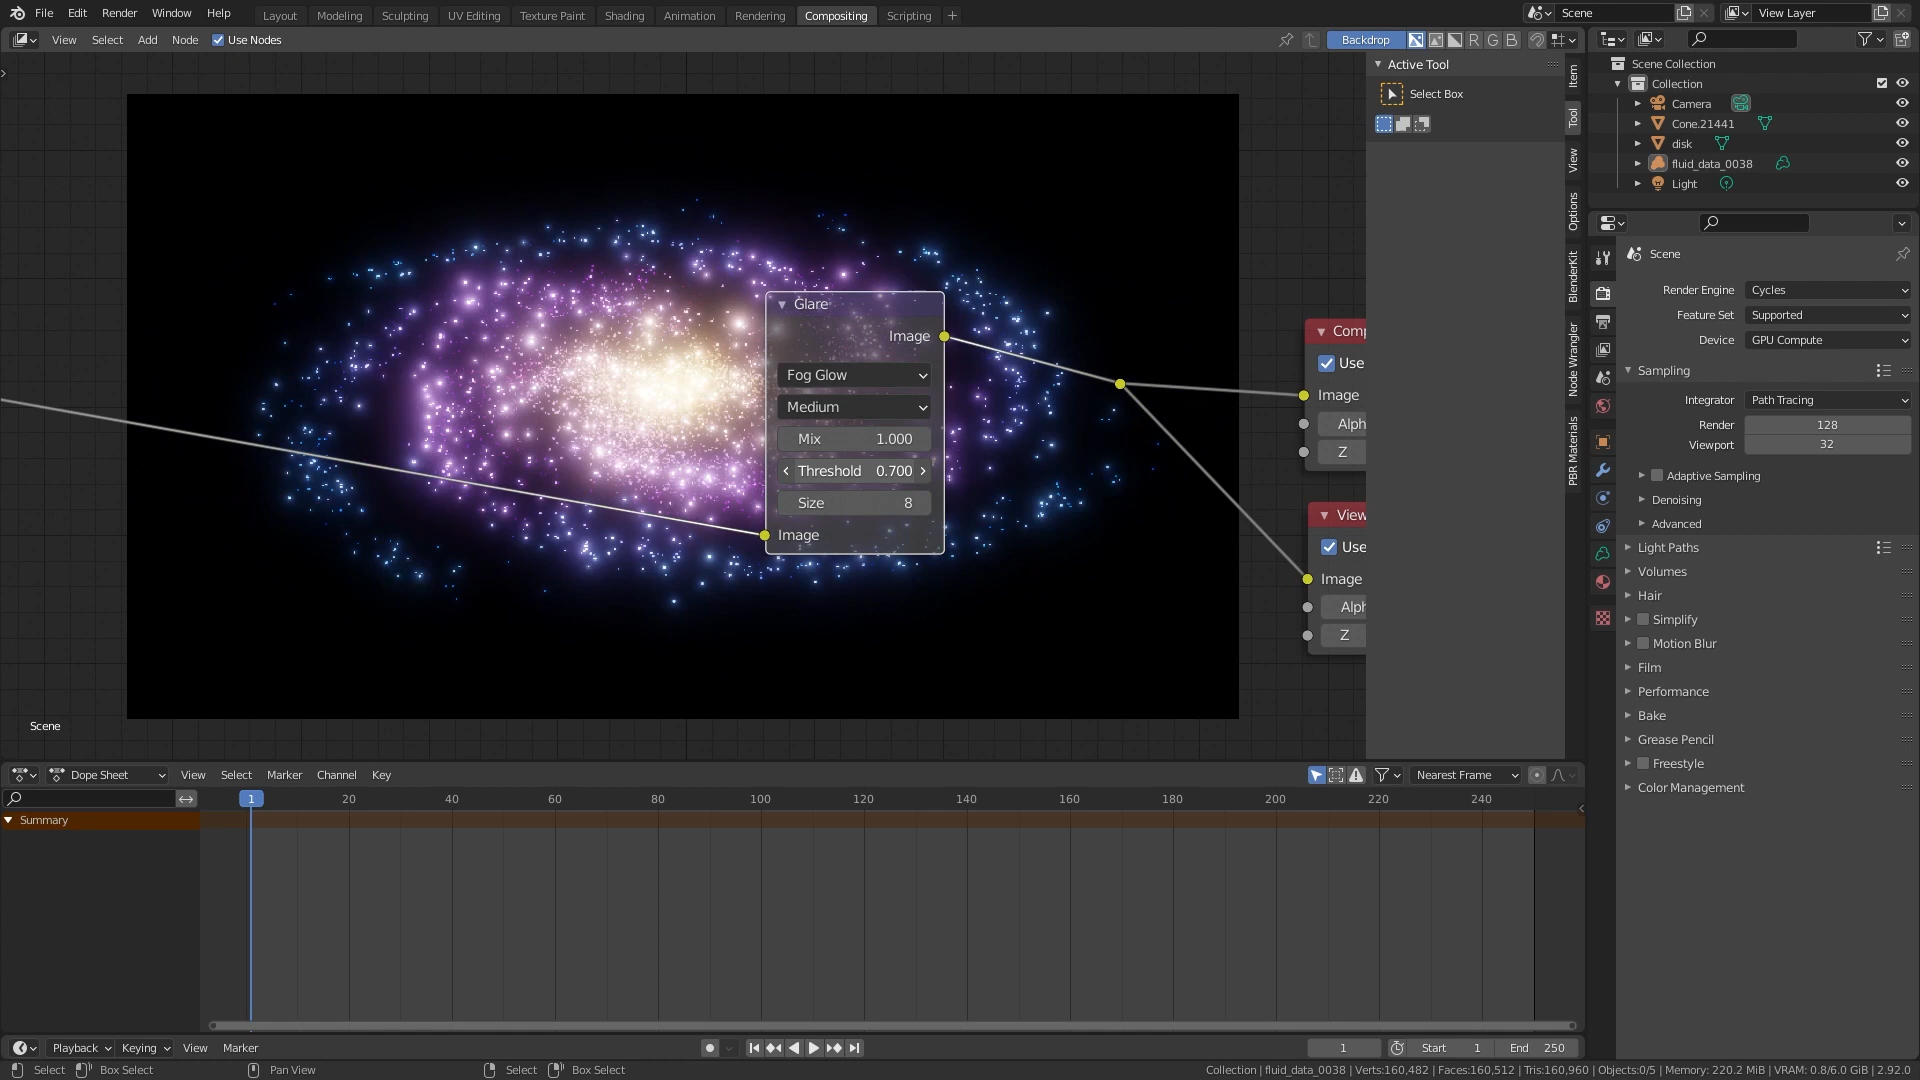 File Edit Render Window Help
Layout Modeling Sculpting UV Editing Texture Paint Shading Animation Rendering Compositing Scripting +
Scene
View Layer
View Select Add Node Use Nodes
Backdrop
R G B
Active Tool
Select Box
Item
Tool
View
Options
BlenderKit
Node Wrangler
PBR Materials
Glare
Image
Fog Glow
Medium
Mix 1.000
Threshold 0.700
Size 8
Image
Comp
Use
Image
Alph
Z
View
Use
Image
Alph
Z
Scene
Scene Collection
Collection
Camera
Cone.21441
disk
fluid_data_0038
Light
Scene
Render Engine Cycles
Feature Set Supported
Device GPU Compute
Sampling
Integrator Path Tracing
Render 128
Viewport 32
Adaptive Sampling
Denoising
Advanced
Light Paths
Volumes
Hair
Simplify
Motion Blur
Film
Performance
Bake
Grease Pencil
Freestyle
Color Management
Dope Sheet View Select Marker Channel Key
Nearest Frame
1 20 40 60 80 100 120 140 160 180 200 220 240
Summary
Playback Keying View Marker
1 Start 1 End 250
Select Box Select Pan View Select Box Select
Collection | fluid_data_0038 | Verts:160,482 | Faces:160,512 | Tris:160,960 | Objects:0/5 | Memory: 220.2 MiB | VRAM: 0.8/6.0 GiB | 2.92.0